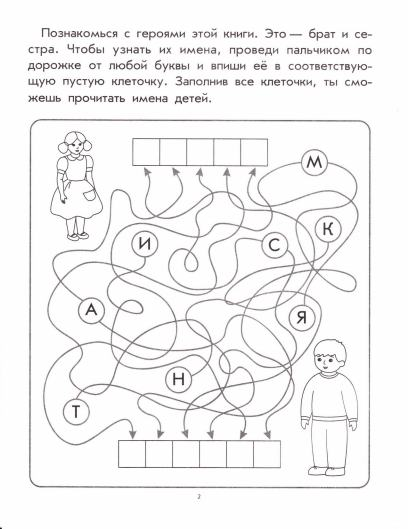 Познакомься с героями этой книги. Это — брат и се-
стра. Чтобы узнать их имена, проведи пальчиком по
дорожке от любой буквы и впиши её в соответствую-
щую пустую клеточку. Заполнив все клеточки, ты смо-
жешь прочитать имена детей.
М
К
И
С
А
Я
Н
Т
2